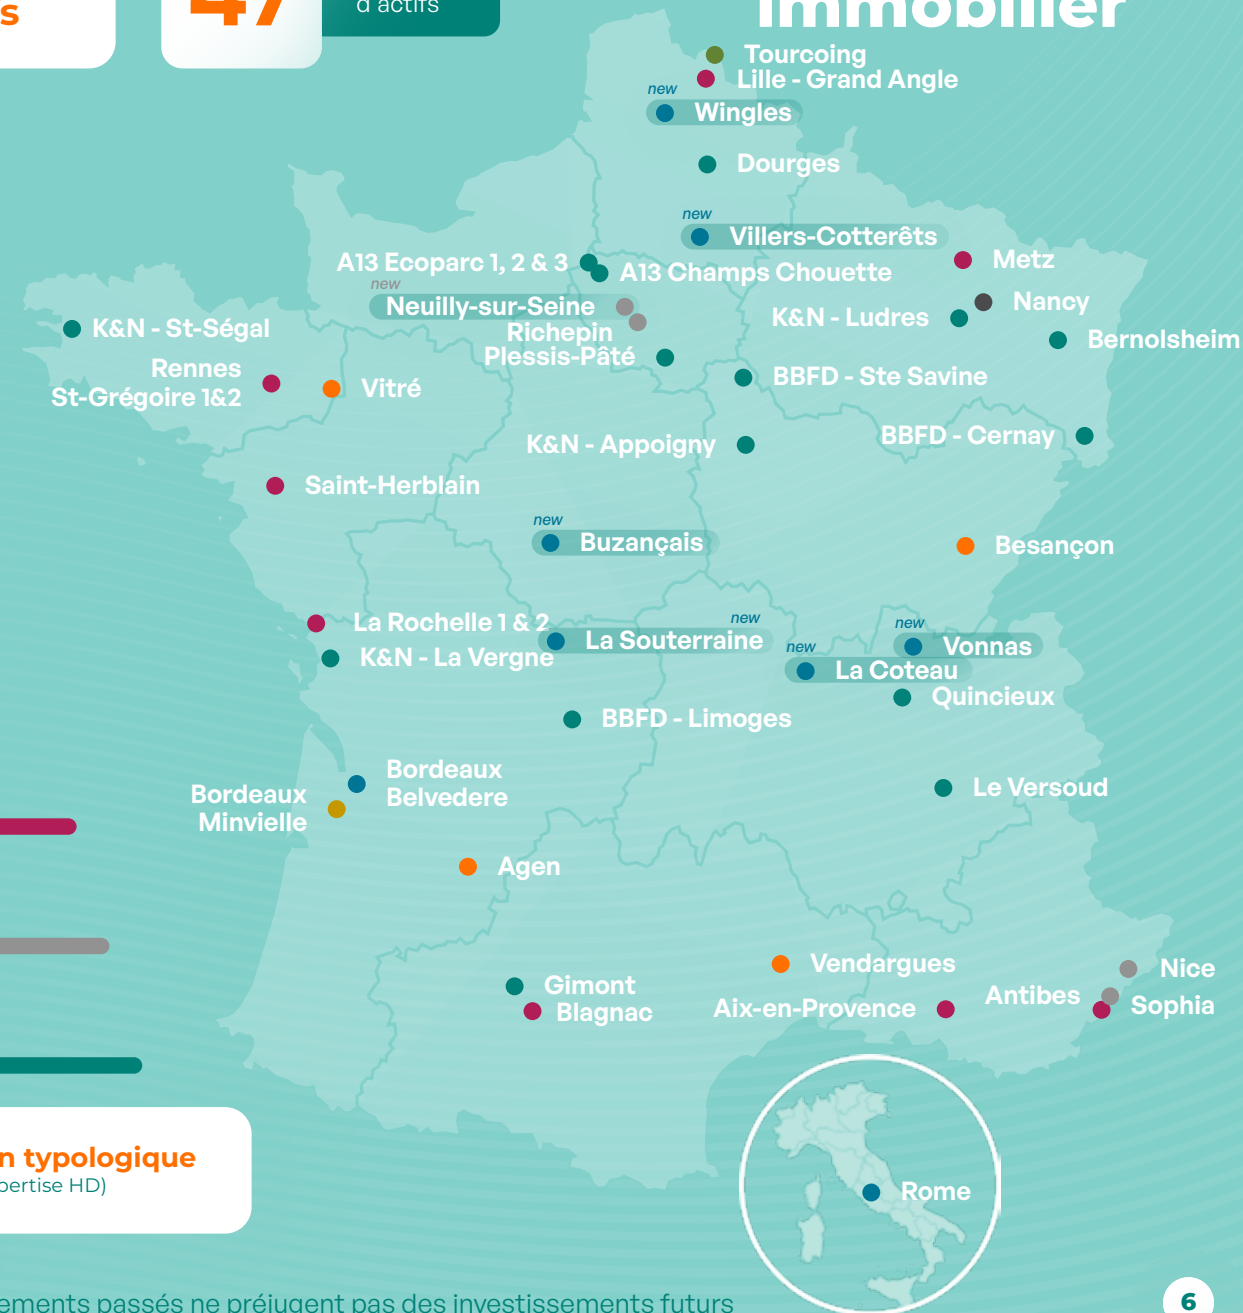 s
47
d'actifs
immobilier
Tourcoing
Lille - Grand Angle
new
Wingles
Dourges
new
Villers-Cotterêts
A13 Ecoparc 1, 2 & 3
A13 Champs Chouette
Metz
new
Neuilly-sur-Seine
Nancy
K&N - Ludres
K&N - St-Ségal
Richepin
Bernolsheim
Plessis-Pâté
Rennes
St-Grégoire 1&2
Vitré
BBFD - Ste Savine
K&N - Appoigny
BBFD - Cernay
Saint-Herblain
new
Buzançais
Besançon
La Rochelle 1 & 2
new
La Souterraine
K&N - La Vergne
new
Vonnas
new
La Coteau
Quincieux
BBFD - Limoges
Bordeaux
Belvedere
Bordeaux
Minvielle
Le Versoud
Agen
Vendargues
Nice
Gimont
Blagnac
Antibes
Sophia
Aix-en-Provence
n typologique
pertise HD)
Rome
ements passés ne préjugent pas des investissements futurs
6